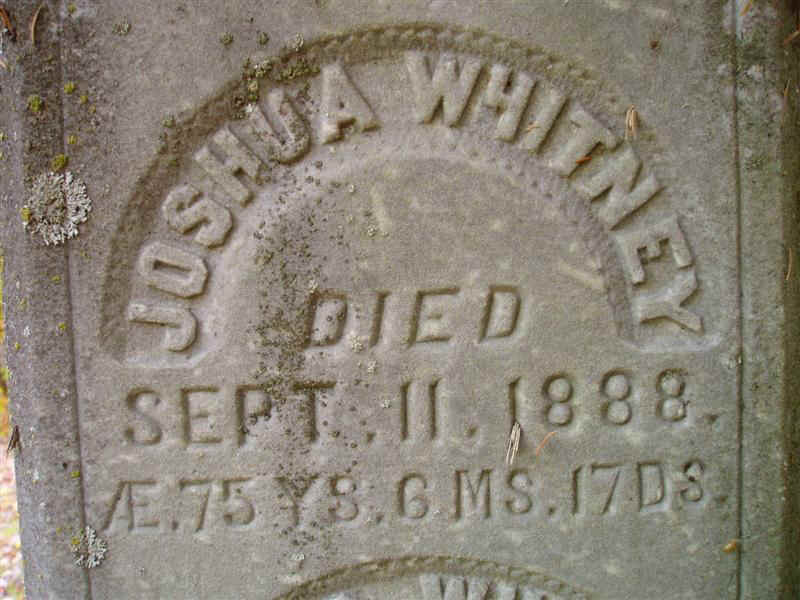 JOSHUA WHITNEY
DIED
SEPT. 11. 1888.
Æ. 75 YS. 6 MS. 17 DS.